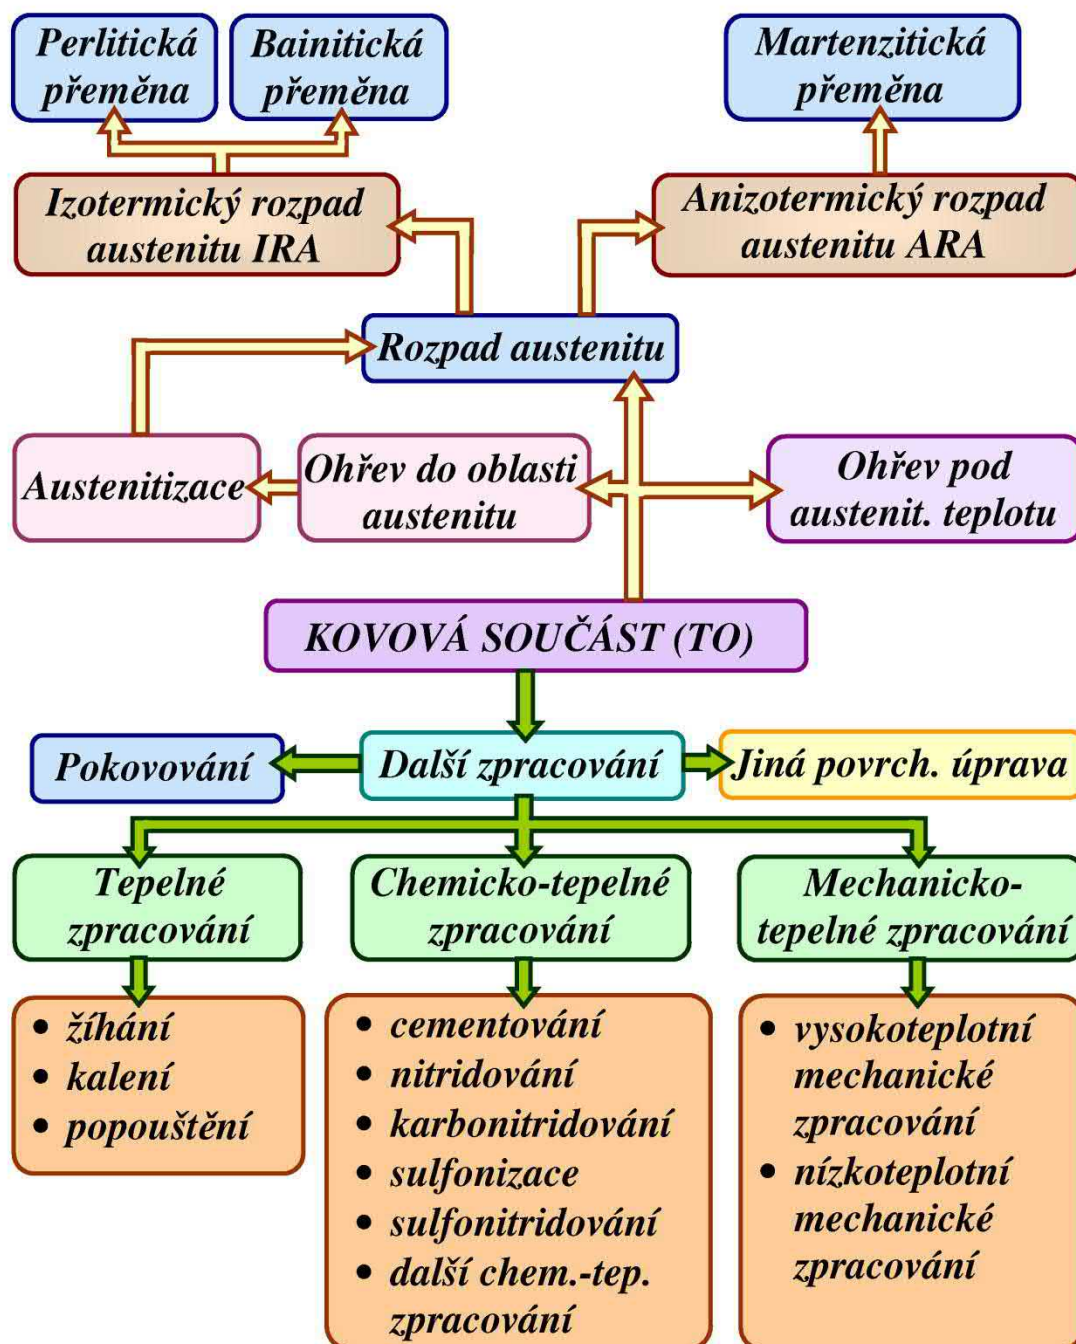 Perlitická
přeměna
Bainitická
přeměna
Martenzitická
přeměna
Izotermický rozpad
austenitu IRA
Anizotermický rozpad
austenitu ARA
Rozpad austenitu
Austenitizace
Ohřev do oblasti
austenitu
Ohřev pod
austenit. teplotu
KOVOVÁ SOUČÁST (TO)
Pokovování
Další zpracování
Jiná povrch. úprava
Tepelné
zpracování
Chemicko-tepelné
zpracování
Mechanicko-
tepelné zpracování
• žíhání
• kalení
• popouštění
• cementování
• nitridování
• karbonitridování
• sulfonizace
• sulfonitridování
• další chem.-tep.
zpracování
• vysokoteplotní
mechanické
zpracování
• nízkoteplotní
mechanické
zpracování